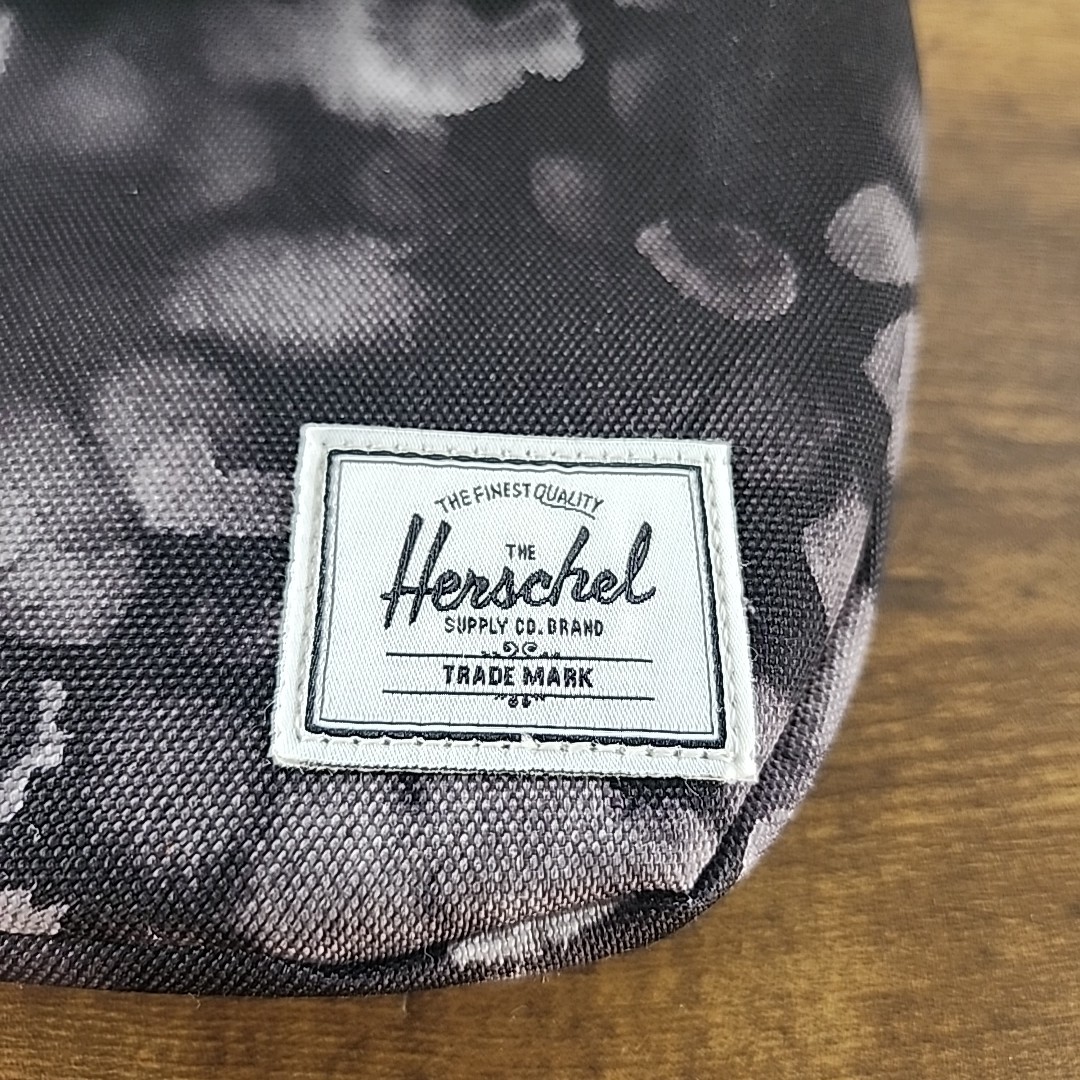 THE FINEST QUALITY
THE
Herschel
SUPPLY CO. BRAND
TRADE MARK